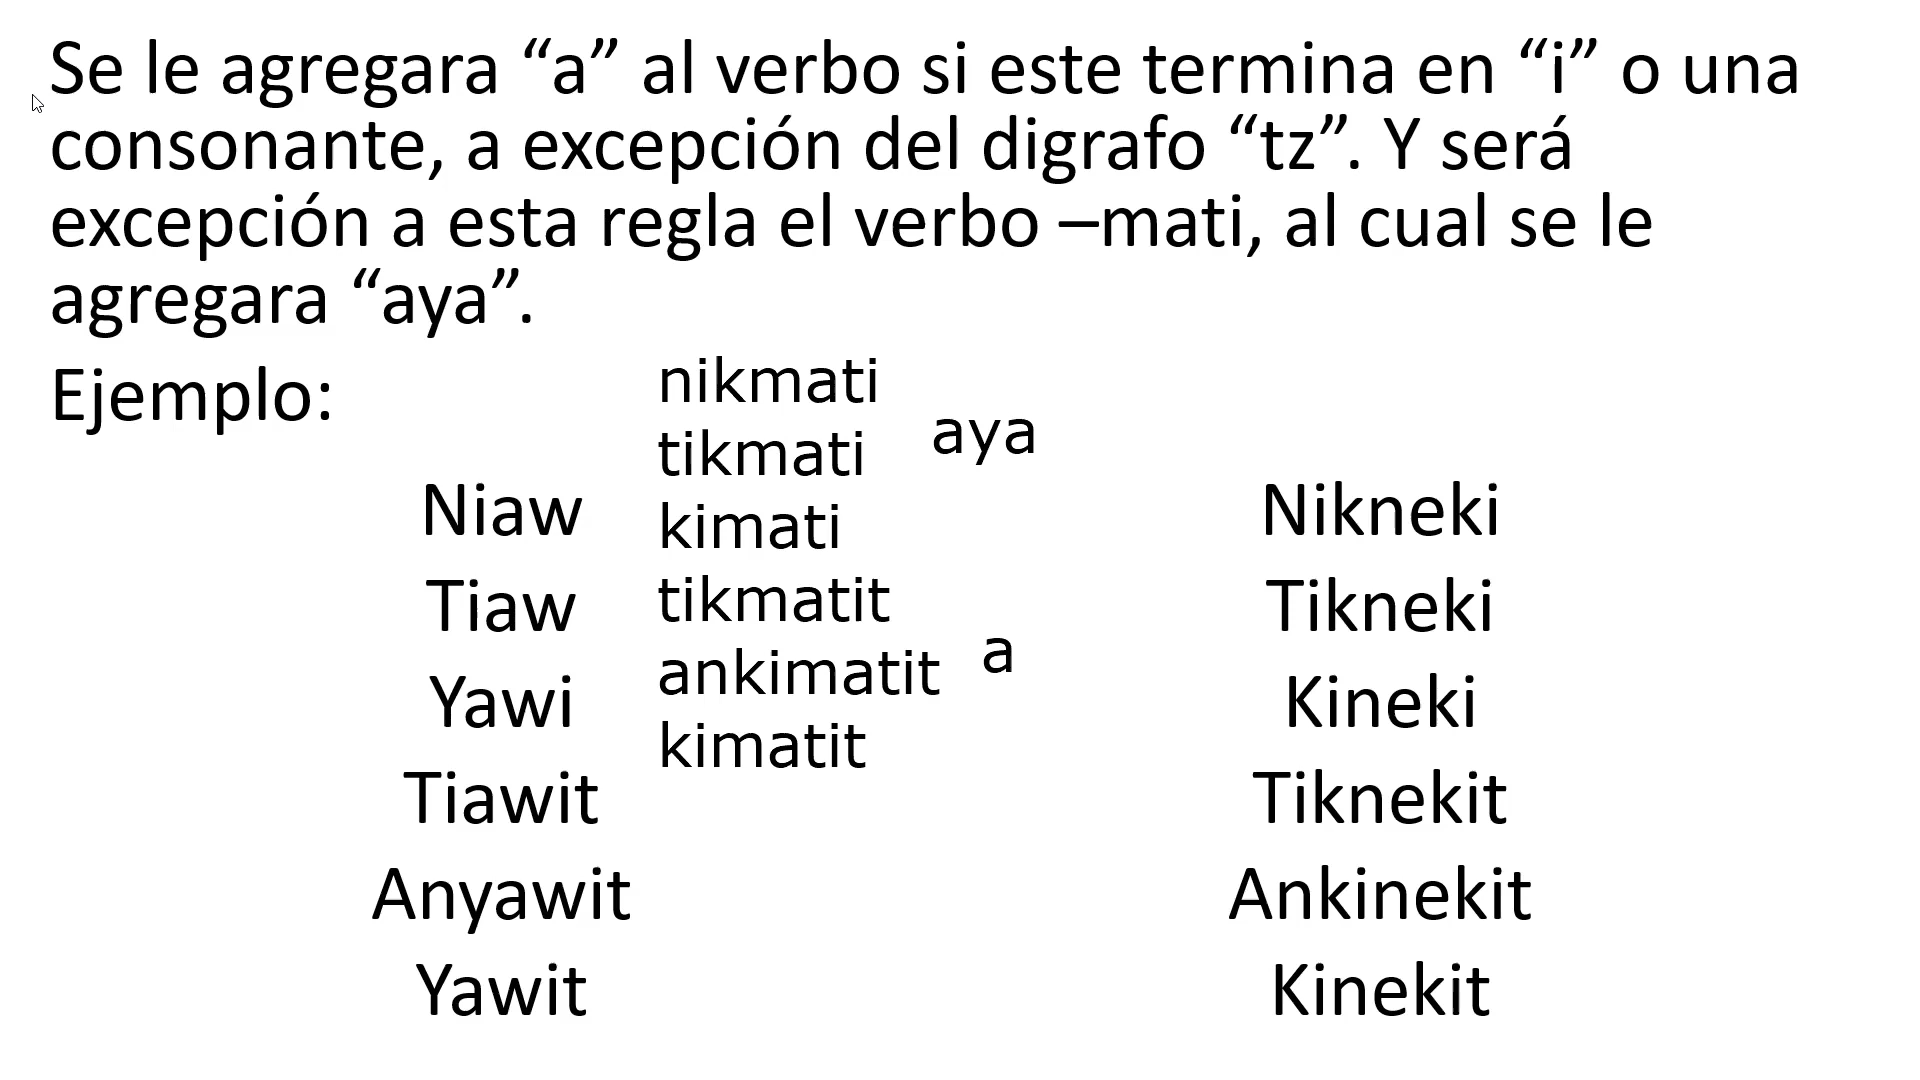 Se le agregara “a” al verbo si este termina en “i” o una
consonante, a excepción del digrafo “tz”. Y será
excepción a esta regla el verbo –mati, al cual se le
agregara “aya”.
Ejemplo:
Niaw
Tiaw
Yawi
Tiawit
Anyawit
Yawit
nikmati
tikmati
kimati
tikmatit
ankimatit
kimatit
aya
a
Nikneki
Tikneki
Kineki
Tiknekit
Ankinekit
Kinekit